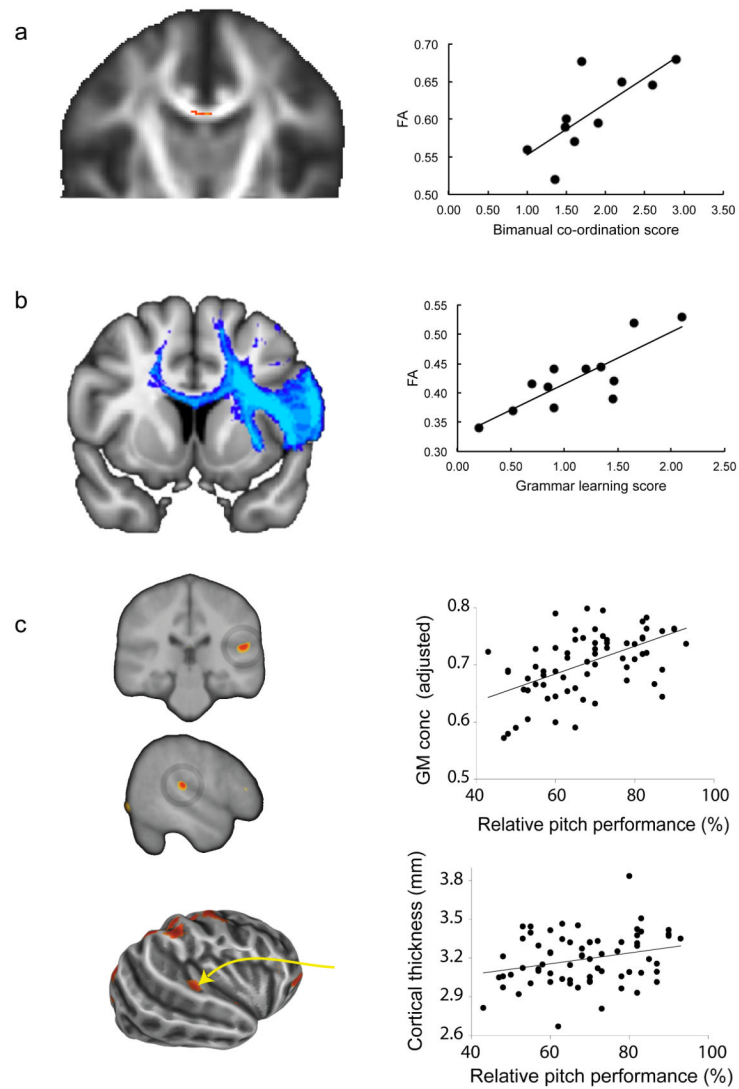 a
0.70
0.65
0.60
0.55
0.50
FA
0.00 0.50 1.00 1.50 2.00 2.50 3.00 3.50
Bimanual co-ordination score
b
0.55
0.50
0.45
0.40
0.35
0.30
FA
0.00 0.50 1.00 1.50 2.00 2.50
Grammar learning score
c
0.8
0.7
0.6
0.5
GM conc (adjusted)
40 60 80 100
Relative pitch performance (%)
3.8
3.5
3.2
2.9
2.6
Cortical thickness (mm)
40 60 80 100
Relative pitch performance (%)